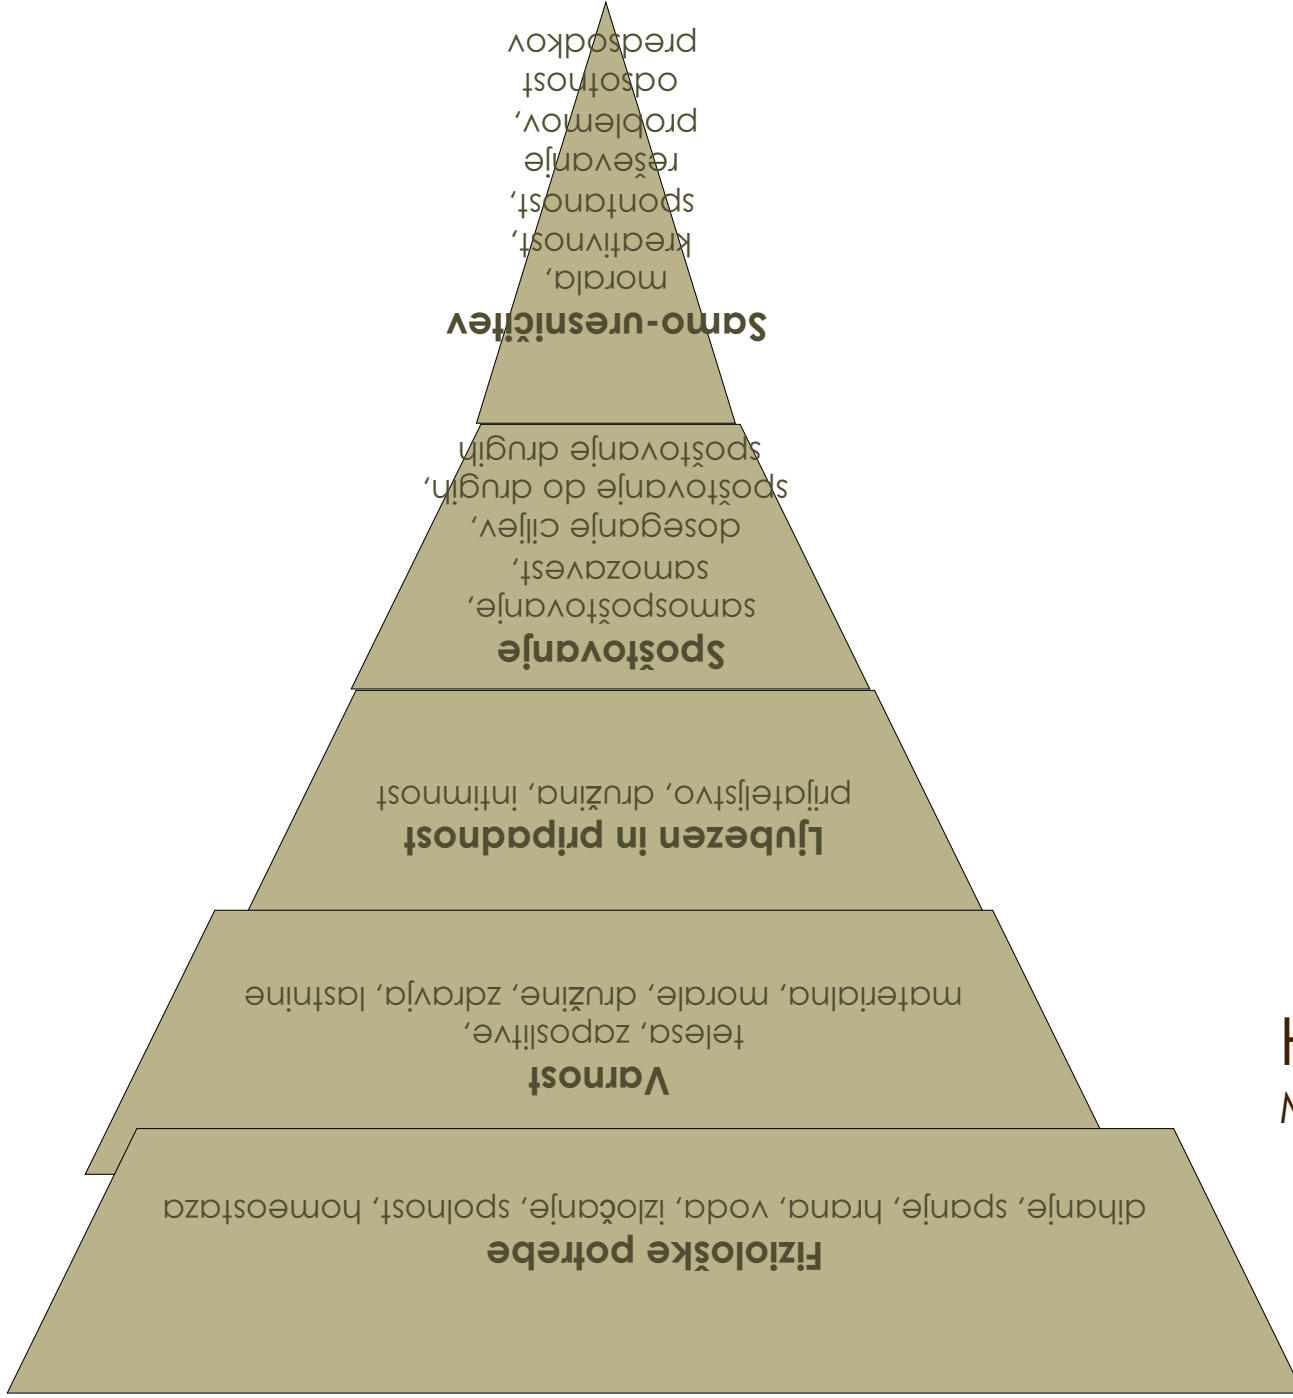 Samo-uresničitev
morala,
kreativnost,
spontanost,
reševanje
problemov,
odsotnost
predsodkov
Spoštovanje
samospoštovanje,
samozavest,
doseganje ciljev,
spoštovanje do drugih,
spoštovanje drugih
Ljubezen in pripadnost
prijateljstvo, družina, intimnost
Varnost
telesa, zaposlitve,
materialna, morale, družine, zdravja, lastnine
Fiziološke potrebe
dihanje, spanje, hrana, voda, izločanje, spolnost, homeostaza